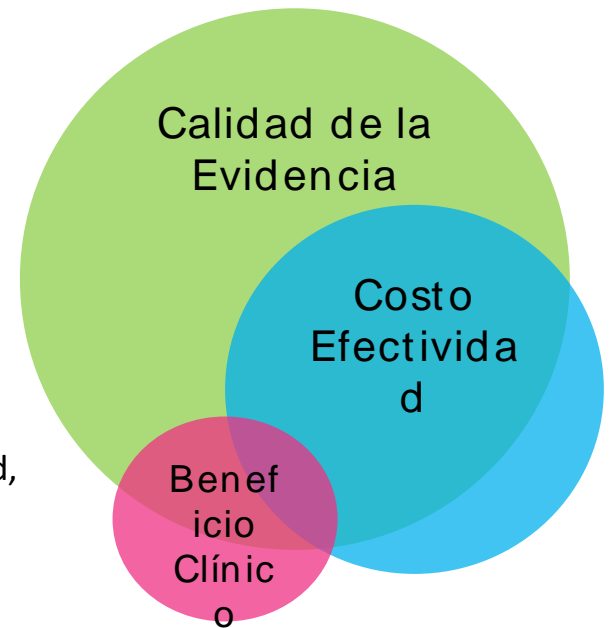 Calidad de la
Evidencia
Costo
Efectivida
d
d,
Benef
icio
Clínic
o